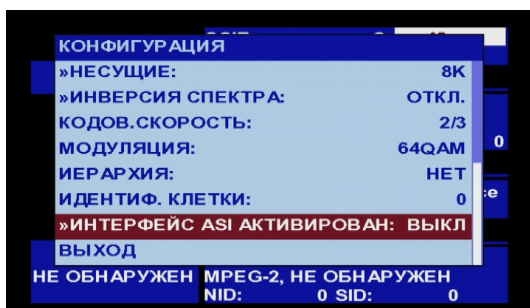 КОНФИГУРАЦИЯ
»НЕСУЩИЕ: 8K
»ИНВЕРСИЯ СПЕКТРА: ОТКЛ.
КОДОВ.СКОРОСТЬ: 2/3
МОДУЛЯЦИЯ: 64QAM
0
ИЕРАРХИЯ: НЕТ
ИДЕНТИФ. КЛЕТКИ: 0
»ИНТЕРФЕЙС ASI АКТИВИРОВАН: ВЫКЛ
ВЫХОД
НЕ ОБНАРУЖЕН MPEG-2, НЕ ОБНАРУЖЕН
NID: 0 SID: 0